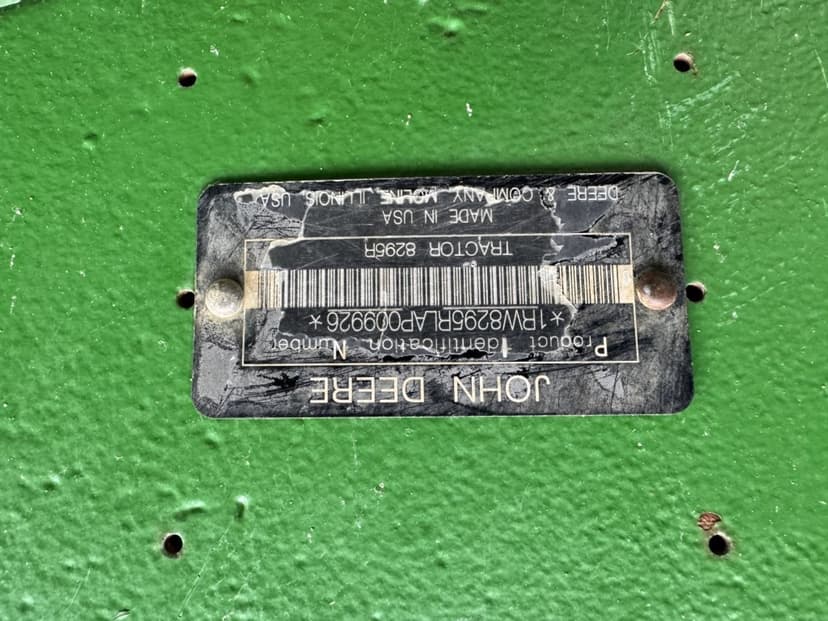 JOHN DEERE
Product Identification Number
*1RW8295RLAP009926*
TRACTOR 8295R
MADE IN USA
DEERE & COMPANY MOLINE, ILLINOIS, USA